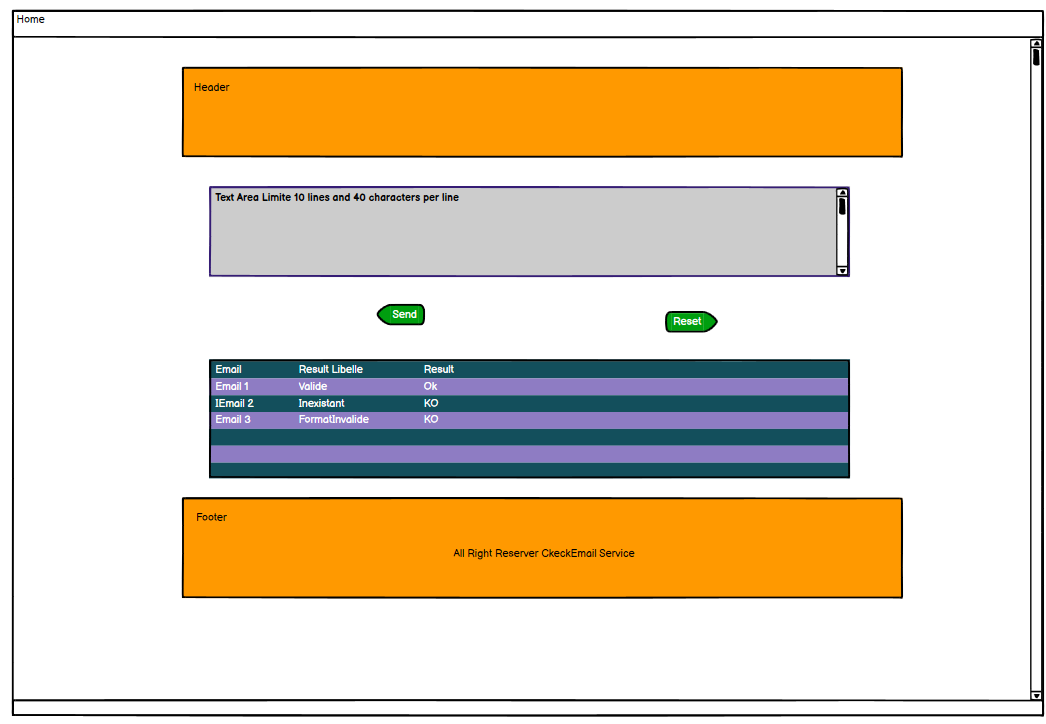 Home
Header
Text Area Limite 10 lines and 40 characters per line
Send
Reset
Email Result Libelle Result
Email 1 Valide Ok
IEmail 2 Inexistant KO
Email 3 FormatInvalide KO
Footer
All Right Reserver CkeckEmail Service